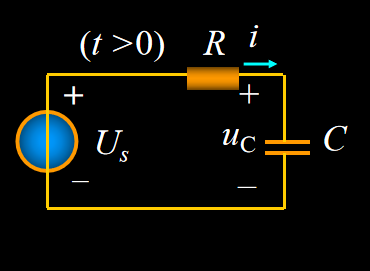 (t >0) R i
+ +
U_s u_C C
− −